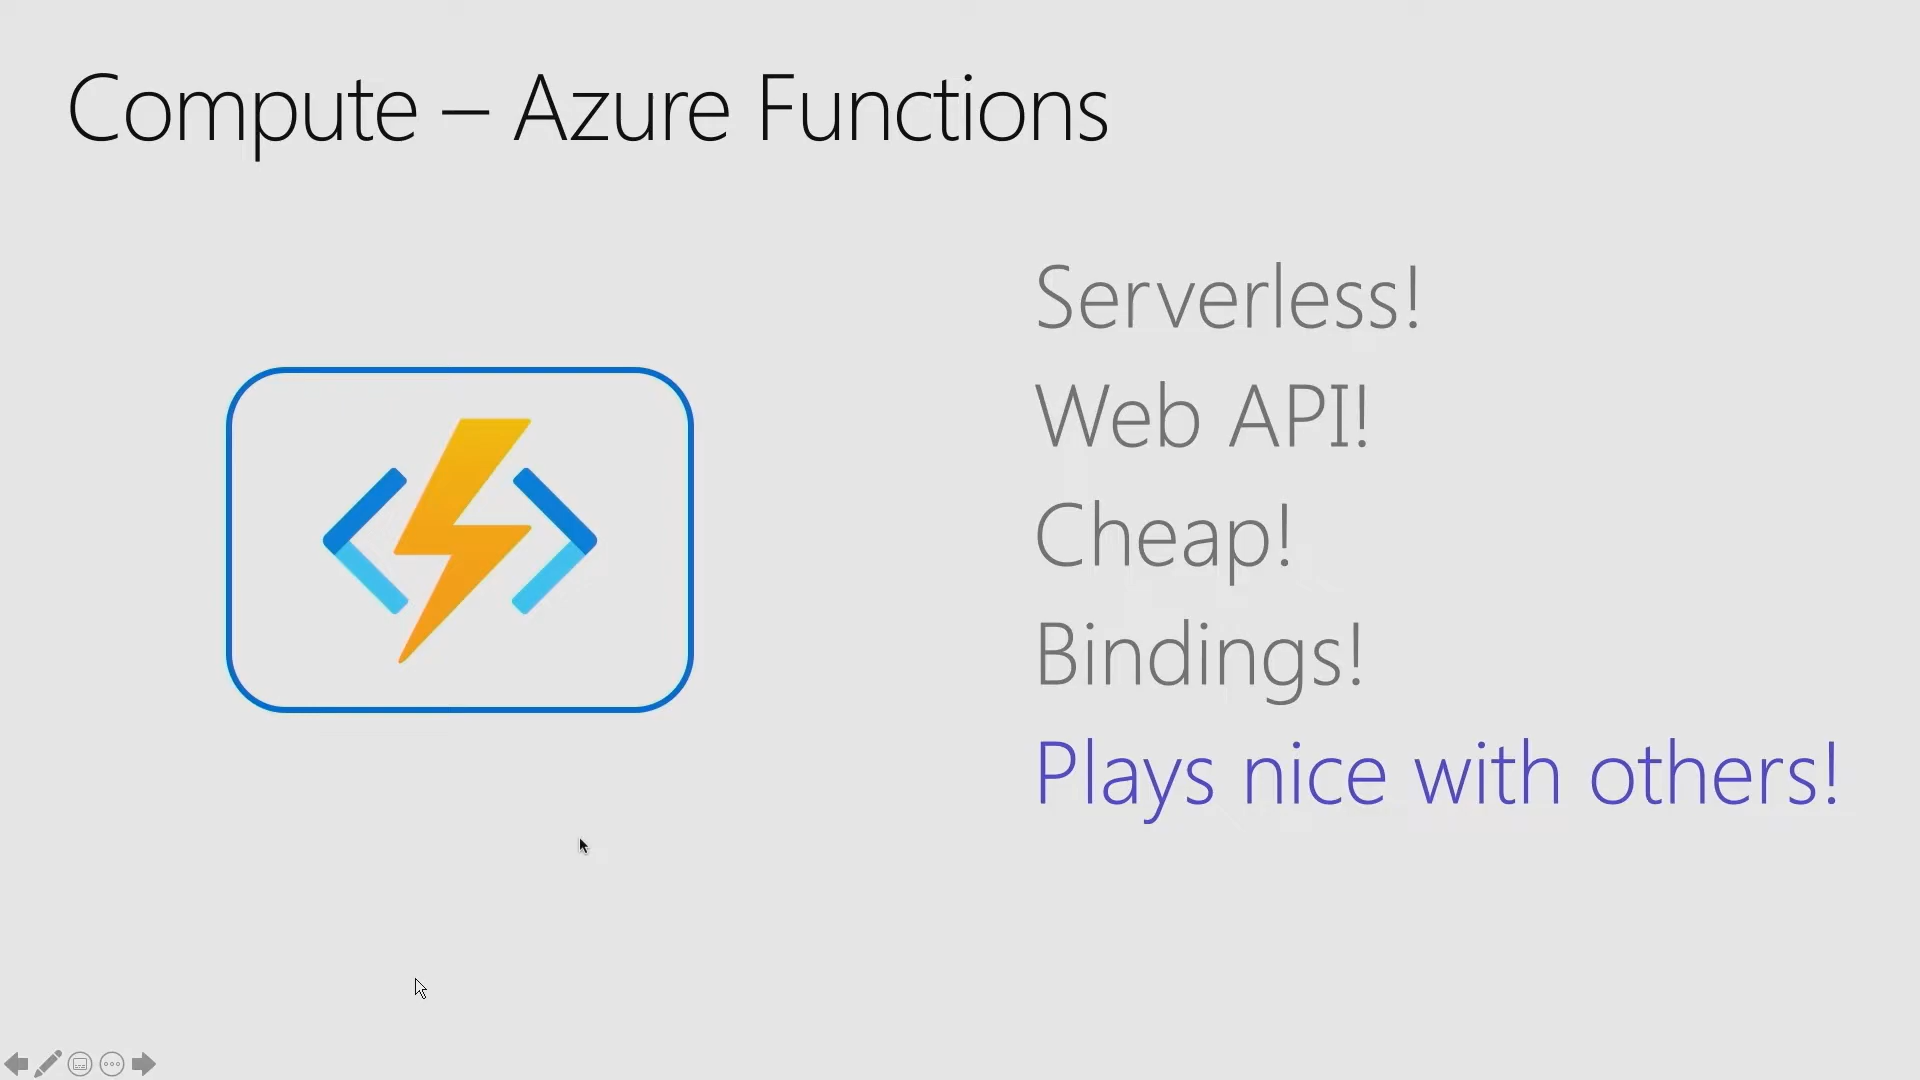 Compute – Azure Functions
Serverless!
Web API!
Cheap!
Bindings!
Plays nice with others!